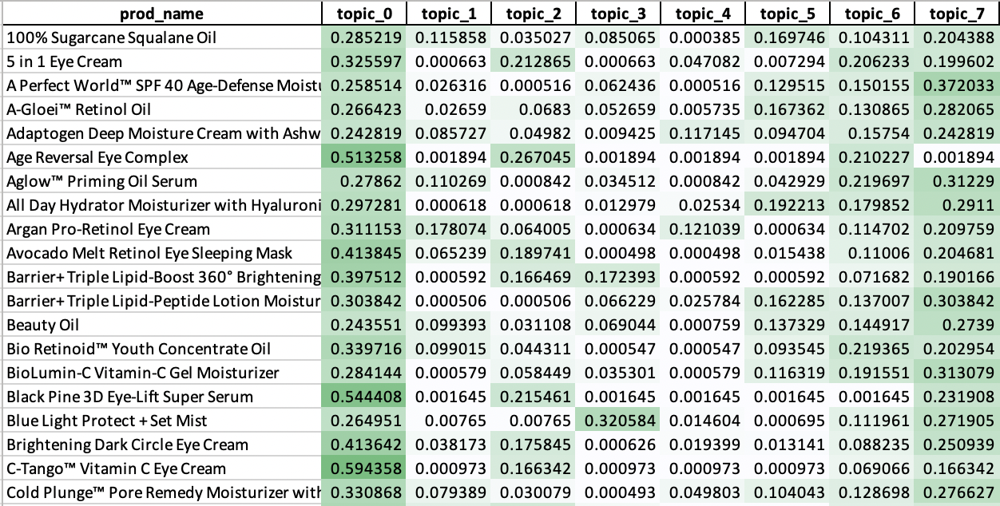 prod_name topic_0 topic_1 topic_2 topic_3 topic_4 topic_5 topic_6 topic_7
100% Sugarcane Squalane Oil 0.285219 0.115858 0.035027 0.085065 0.000385 0.169746 0.104311 0.204388
5 in 1 Eye Cream 0.325597 0.000663 0.212865 0.000663 0.047082 0.007294 0.206233 0.199602
A Perfect World™ SPF 40 Age-Defense Moistu 0.258514 0.026316 0.000516 0.062436 0.000516 0.129515 0.150155 0.372033
A-Gloei™ Retinol Oil 0.266423 0.02659 0.0683 0.052659 0.005735 0.167362 0.130865 0.282065
Adaptogen Deep Moisture Cream with Ashw 0.242819 0.085727 0.04982 0.009425 0.117145 0.094704 0.15754 0.242819
Age Reversal Eye Complex 0.513258 0.001894 0.267045 0.001894 0.001894 0.001894 0.210227 0.001894
Aglow™ Priming Oil Serum 0.27862 0.110269 0.000842 0.034512 0.000842 0.042929 0.219697 0.31229
All Day Hydrator Moisturizer with Hyaluroni 0.297281 0.000618 0.000618 0.012979 0.02534 0.192213 0.179852 0.2911
Argan Pro-Retinol Eye Cream 0.311153 0.178074 0.064005 0.000634 0.121039 0.000634 0.114702 0.209759
Avocado Melt Retinol Eye Sleeping Mask 0.413845 0.065239 0.189741 0.000498 0.000498 0.015438 0.11006 0.204681
Barrier+ Triple Lipid-Boost 360° Brightening 0.397512 0.000592 0.166469 0.172393 0.000592 0.000592 0.071682 0.190166
Barrier+ Triple Lipid-Peptide Lotion Moistur 0.303842 0.000506 0.000506 0.066229 0.025784 0.162285 0.137007 0.303842
Beauty Oil 0.243551 0.099393 0.031108 0.069044 0.000759 0.137329 0.144917 0.2739
Bio Retinoid™ Youth Concentrate Oil 0.339716 0.099015 0.044311 0.000547 0.000547 0.093545 0.219365 0.202954
BioLumin-C Vitamin-C Gel Moisturizer 0.284144 0.000579 0.058449 0.035301 0.000579 0.116319 0.191551 0.313079
Black Pine 3D Eye-Lift Super Serum 0.544408 0.001645 0.215461 0.001645 0.001645 0.001645 0.001645 0.231908
Blue Light Protect + Set Mist 0.264951 0.00765 0.00765 0.320584 0.014604 0.000695 0.111961 0.271905
Brightening Dark Circle Eye Cream 0.413642 0.038173 0.175845 0.000626 0.019399 0.013141 0.088235 0.250939
C-Tango™ Vitamin C Eye Cream 0.594358 0.000973 0.166342 0.000973 0.000973 0.000973 0.069066 0.166342
Cold Plunge™ Pore Remedy Moisturizer with 0.330868 0.079389 0.030079 0.000493 0.049803 0.104043 0.128698 0.276627